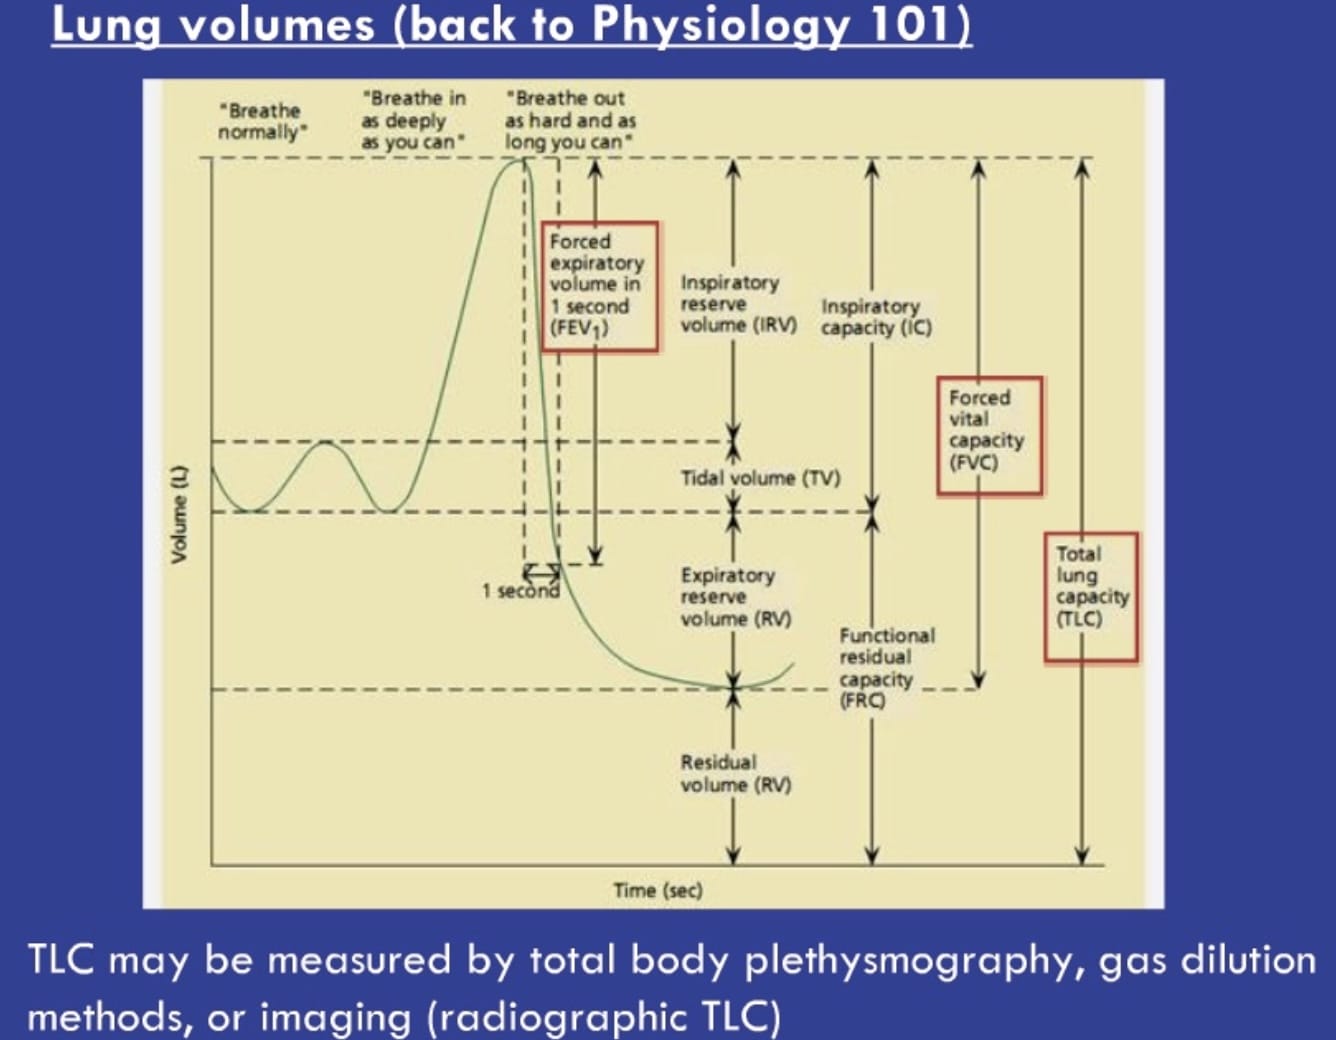 Lung volumes (back to Physiology 101)
"Breathe
normally"
"Breathe in
as deeply
as you can"
"Breathe out
as hard and as
long you can"
Forced
expiratory
volume in
1 second
(FEV1)
Inspiratory
reserve
volume (IRV)
Inspiratory
capacity (IC)
Forced
vital
capacity
(FVC)
Tidal volume (TV)
Volume (L)
1 second
Expiratory
reserve
volume (RV)
Functional
residual
capacity
(FRC)
Total
lung
capacity
(TLC)
Residual
volume (RV)
Time (sec)
TLC may be measured by total body plethysmography, gas dilution
methods, or imaging (radiographic TLC)